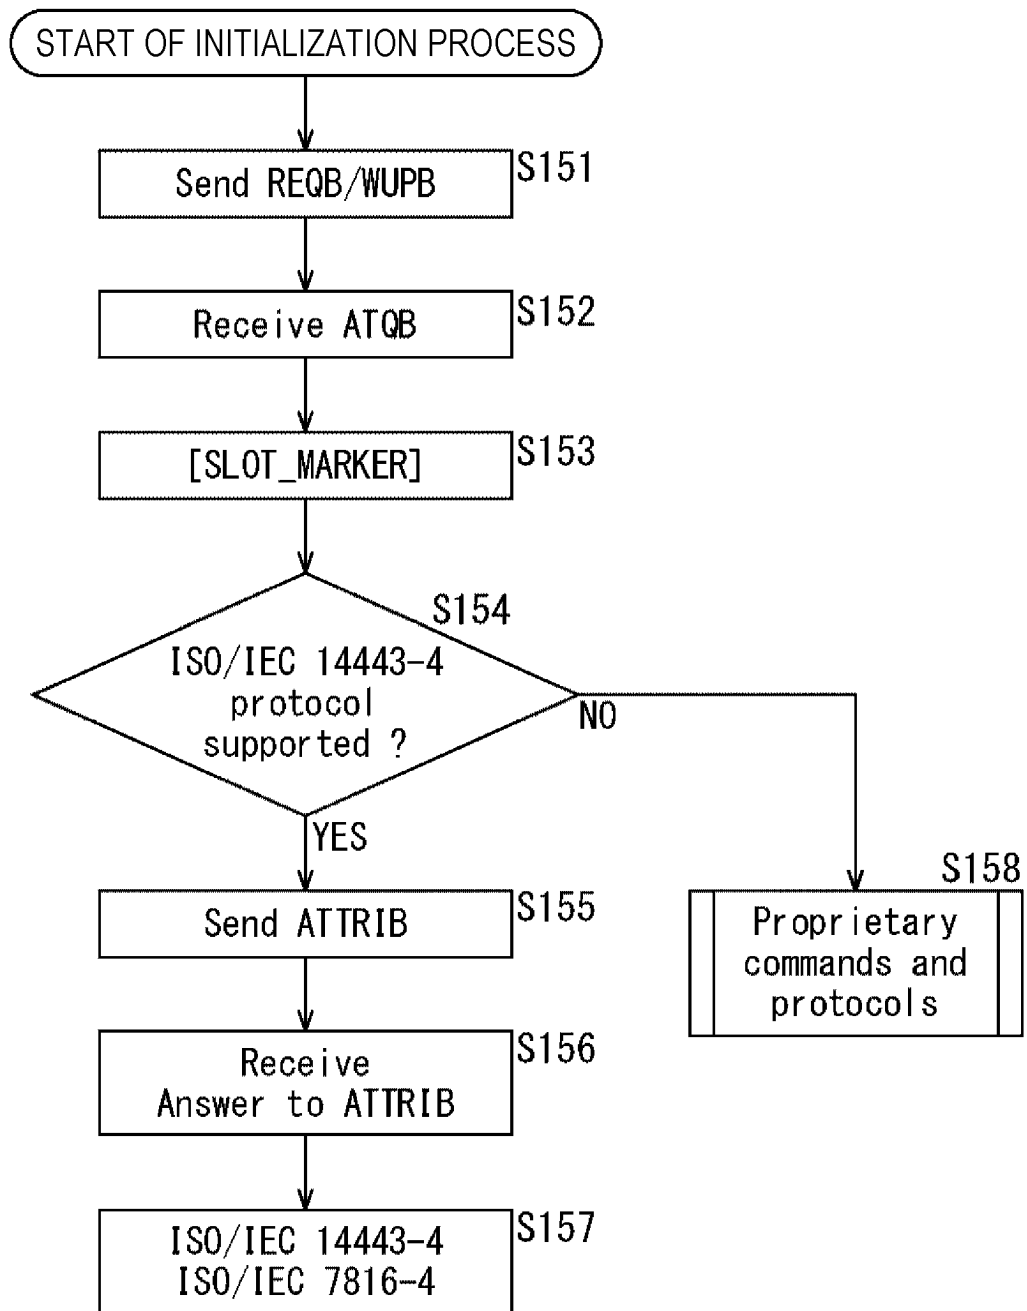 START OF INITIALIZATION PROCESS
Send REQB/WUPB
S151
Receive ATQB
S152
[SLOT_MARKER]
S153
S154
ISO/IEC 14443-4
protocol
supported ?
NO
YES
Send ATTRIB
S155
S158
Proprietary
commands and
protocols
Receive
Answer to ATTRIB
S156
ISO/IEC 14443-4
ISO/IEC 7816-4
S157